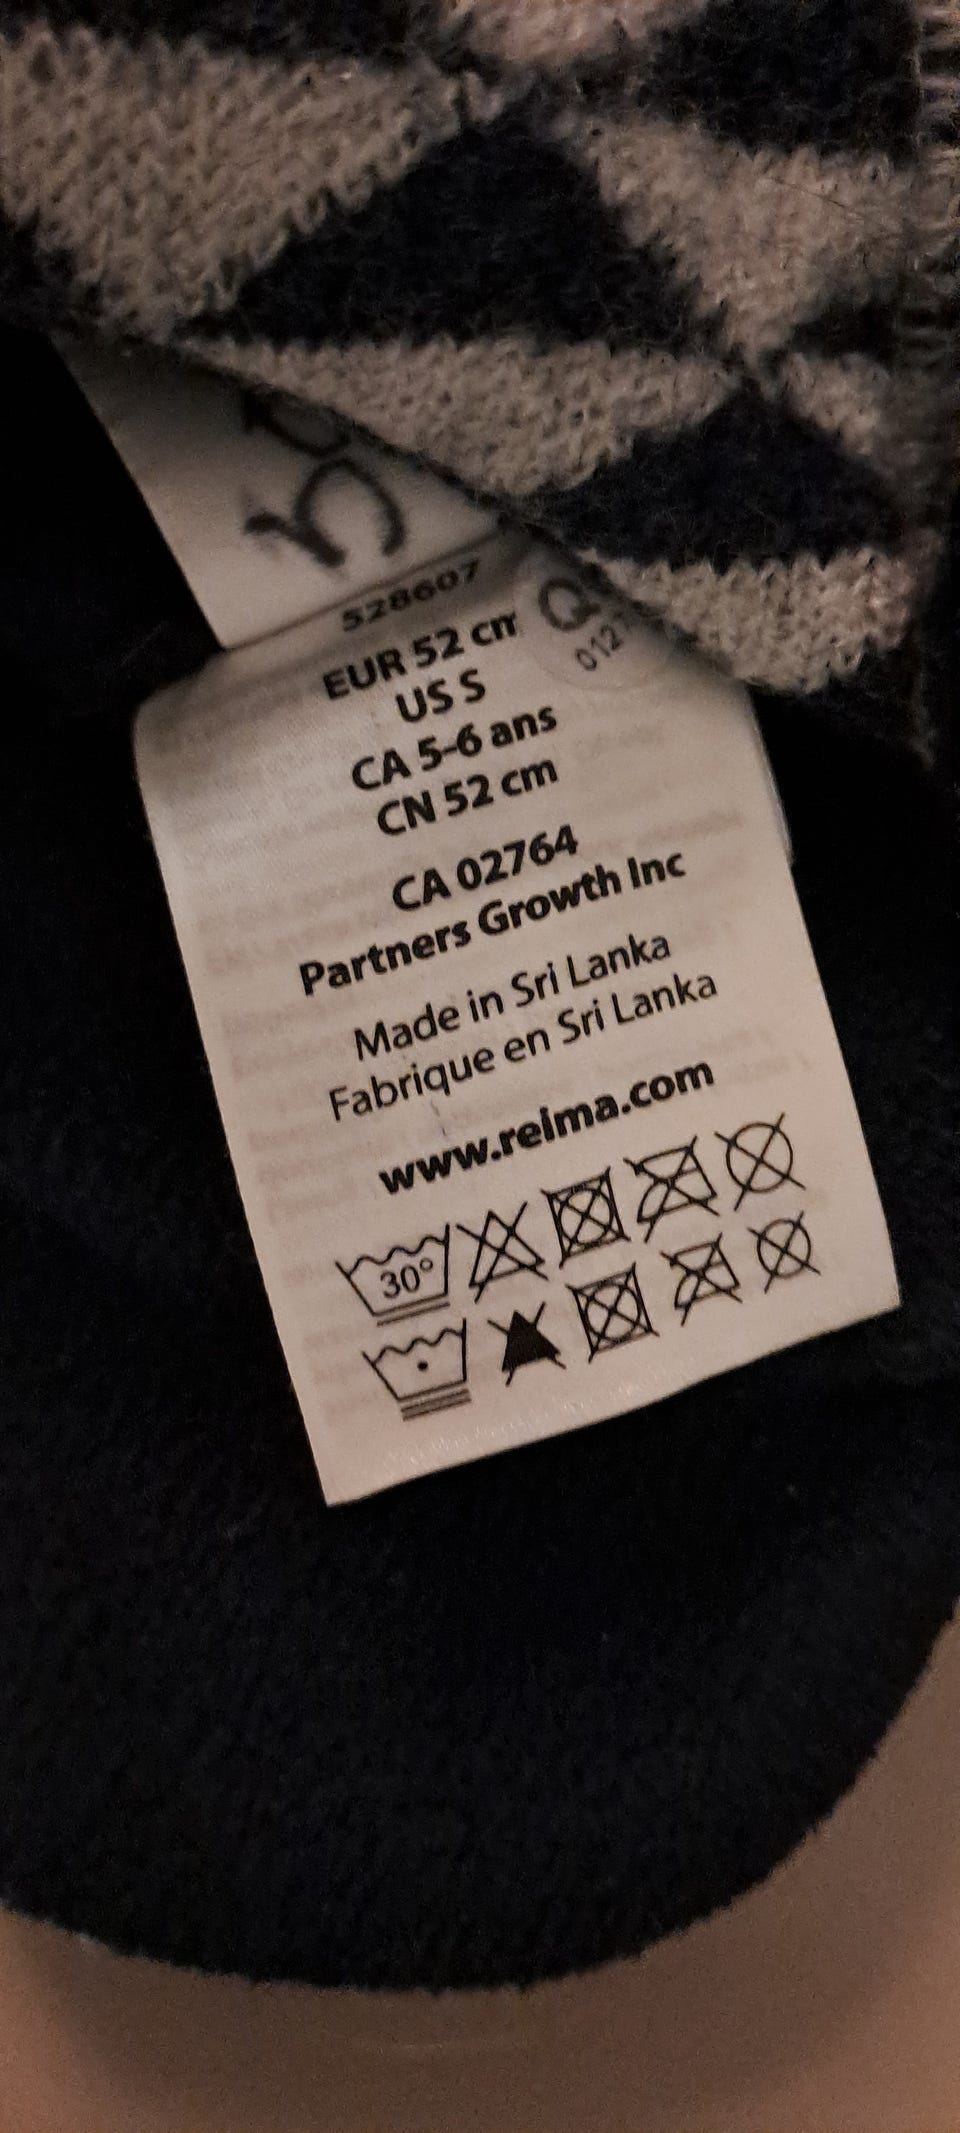 528607
Q
012
EUR 52 cm
US S
CA 5-6 ans
CN 52 cm
CA 02764
Partners Growth Inc
Made in Sri Lanka
Fabrique en Sri Lanka
www.reima.com
30°